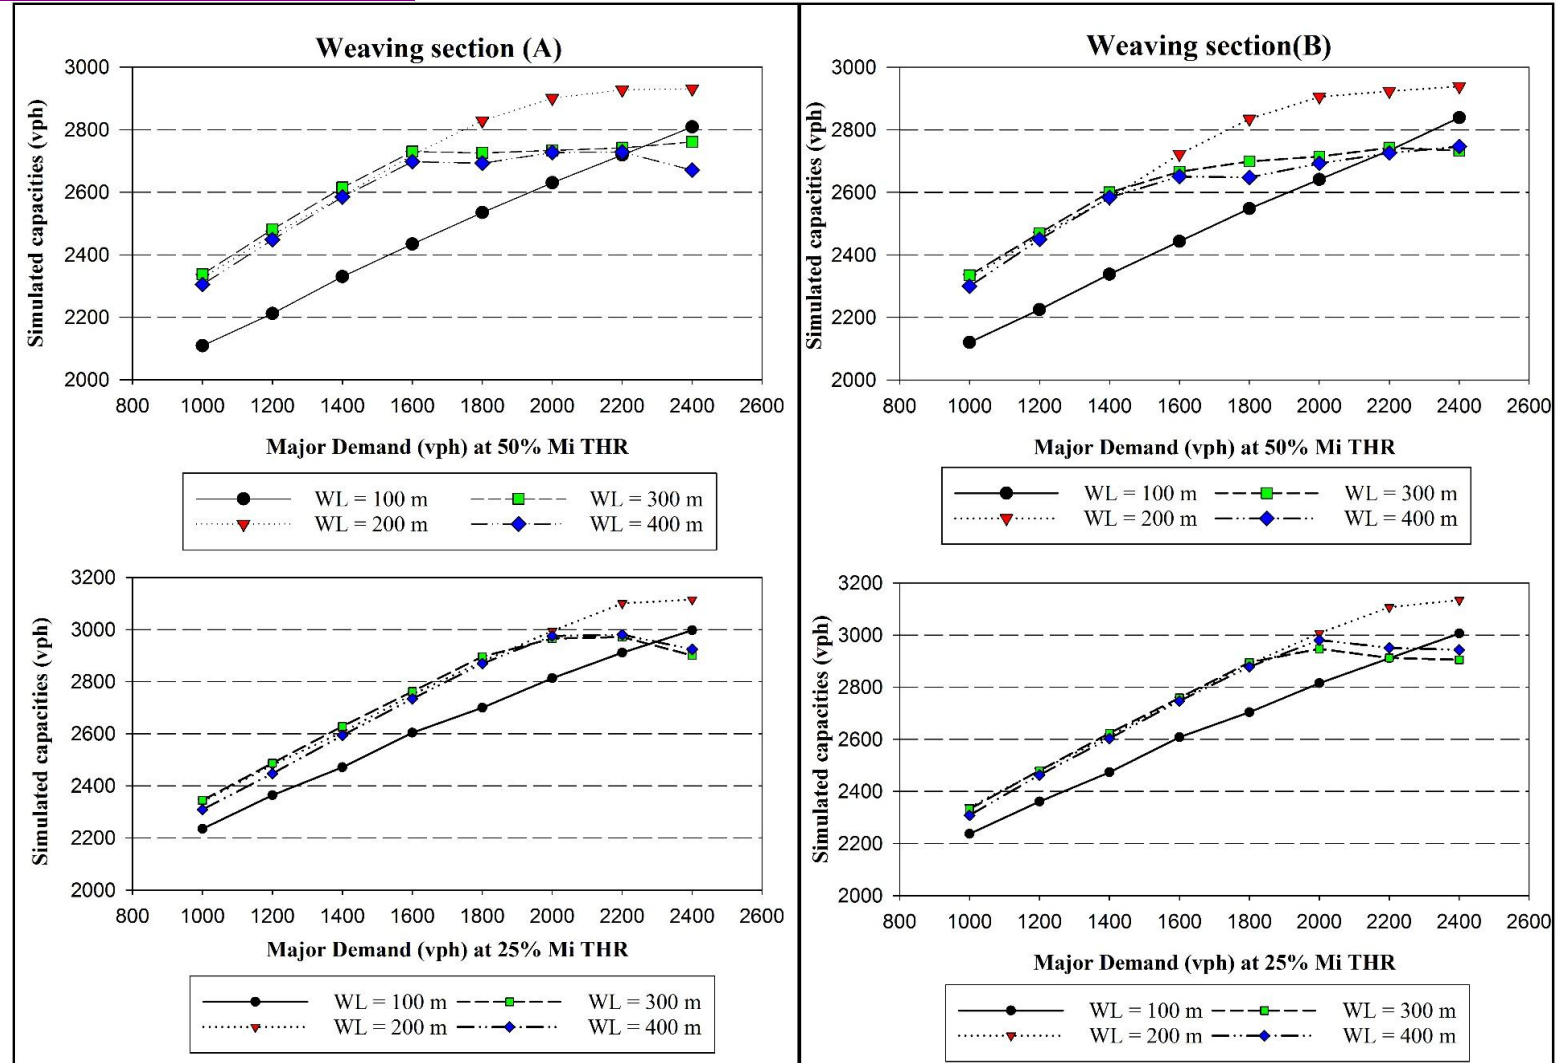 Weaving section (A)
3000
2800
2600
2400
2200
2000
Simulated capacities (vph)
800 1000 1200 1400 1600 1800 2000 2200 2400 2600
Major Demand (vph) at 50% Mi THR
WL = 100 m WL = 300 m
WL = 200 m WL = 400 m
Weaving section(B)
3000
2800
2600
2400
2200
2000
Simulated capacities (vph)
800 1000 1200 1400 1600 1800 2000 2200 2400 2600
Major Demand (vph) at 50% Mi THR
WL = 100 m WL = 300 m
WL = 200 m WL = 400 m
3200
3000
2800
2600
2400
2200
2000
Simulated capacities (vph)
800 1000 1200 1400 1600 1800 2000 2200 2400 2600
Major Demand (vph) at 25% Mi THR
WL = 100 m WL = 300 m
WL = 200 m WL = 400 m
3200
3000
2800
2600
2400
2200
2000
Simulated capacities (vph)
800 1000 1200 1400 1600 1800 2000 2200 2400 2600
Major Demand (vph) at 25% Mi THR
WL = 100 m WL = 300 m
WL = 200 m WL = 400 m